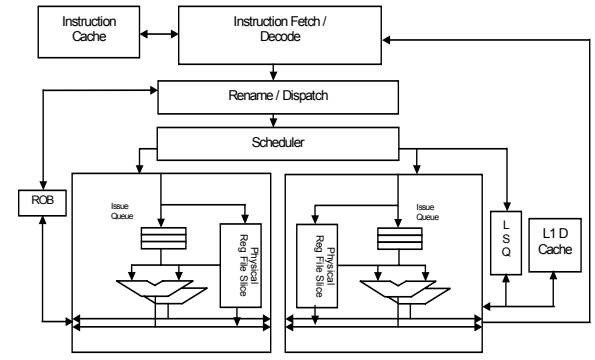 Instruction
Cache
Instruction Fetch /
Decode
Rename / Dispatch
Scheduler
ROB
Issue
Queue
Physical
Reg File Slice
Issue
Queue
Physical
Reg File Slice
L
S
Q
L1 D
Cache